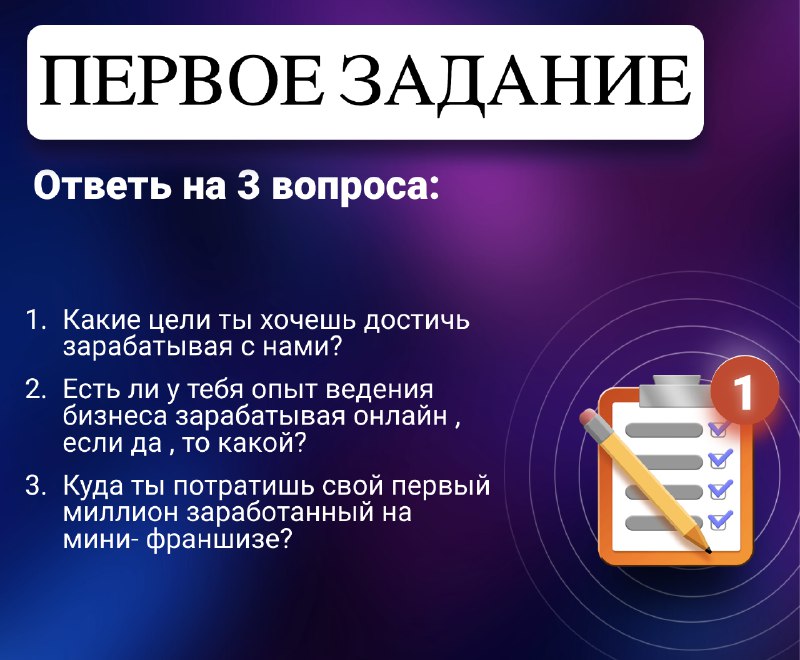 ПЕРВОЕ ЗАДАНИЕ
Ответь на 3 вопроса:
1. Какие цели ты хочешь достичь
зарабатывая с нами?
2. Есть ли у тебя опыт ведения
бизнеса зарабатывая онлайн ,
если да , то какой?
3. Куда ты потратишь свой первый
миллион заработанный на
мини- франшизе?
1